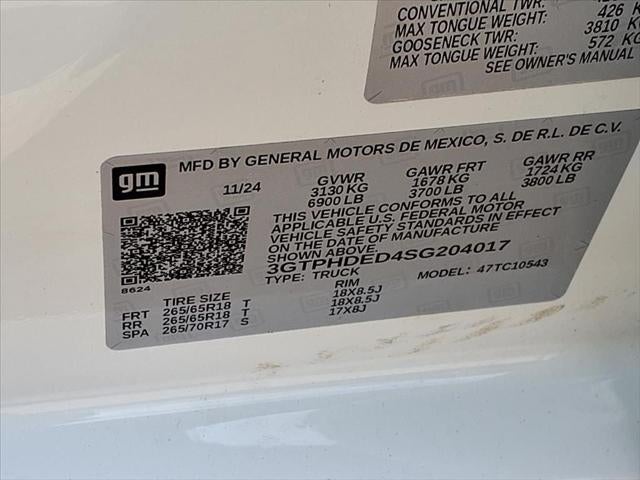 CONVENTIONAL TWR:
MAX TONGUE WEIGHT: 426
GOOSENECK TWR: 3810
MAX TONGUE WEIGHT: 572 KG
SEE OWNER'S MANUAL
gm
MFD BY GENERAL MOTORS DE MEXICO, S. DE R.L. DE C.V.
11/24 GVWR GAWR FRT GAWR RR
3130 KG 1678 KG 1724 KG
6900 LB 3700 LB 3800 LB
THIS VEHICLE CONFORMS TO ALL
APPLICABLE U.S. FEDERAL MOTOR
VEHICLE SAFETY STANDARDS IN EFFECT
ON THE DATE OF MANUFACTURE
3GTPHDED4SG204017
TYPE: TRUCK MODEL: 47TC10543
8624
TIRE SIZE RIM
FRT 265/65R18 T 18X8.5J
RR 265/65R18 T 18X8.5J
SPA 265/70R17 S 17X8J